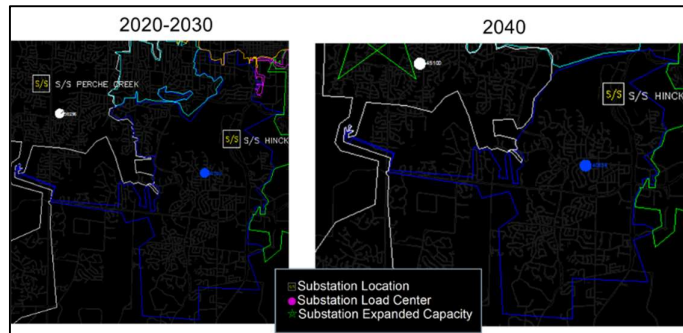 2020-2030
2040
S/S S/S PERCHE CREEK
S/S S/S HINCK
S/S S/S HINCK
Substation Location
Substation Load Center
Substation Expanded Capacity